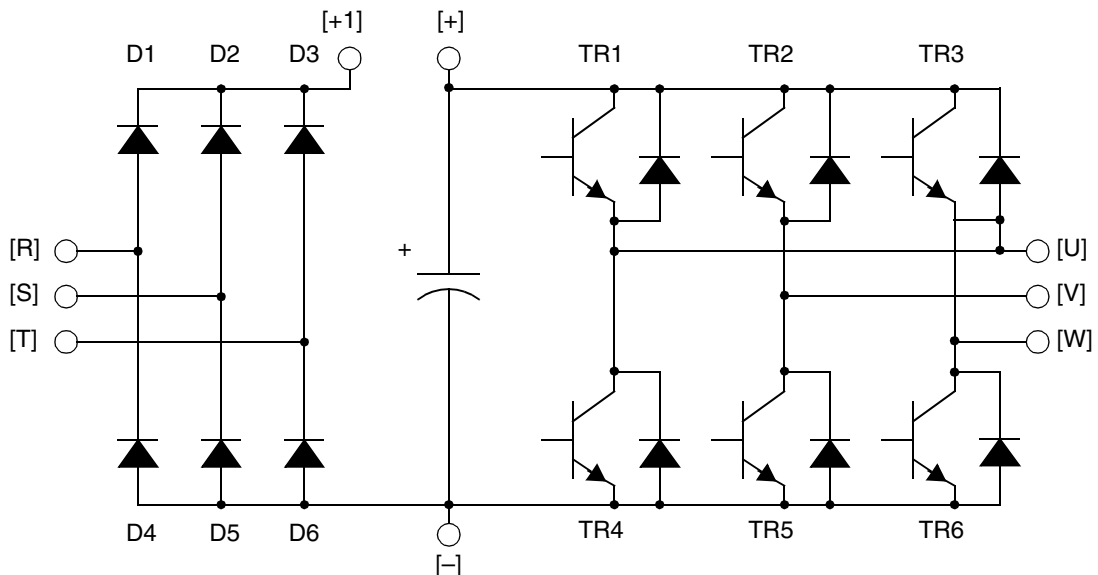 [+1] [+]
D1 D2 D3 TR1 TR2 TR3
[R] + [U]
[S] [V]
[T] [W]
D4 D5 D6 TR4 TR5 TR6
[–]